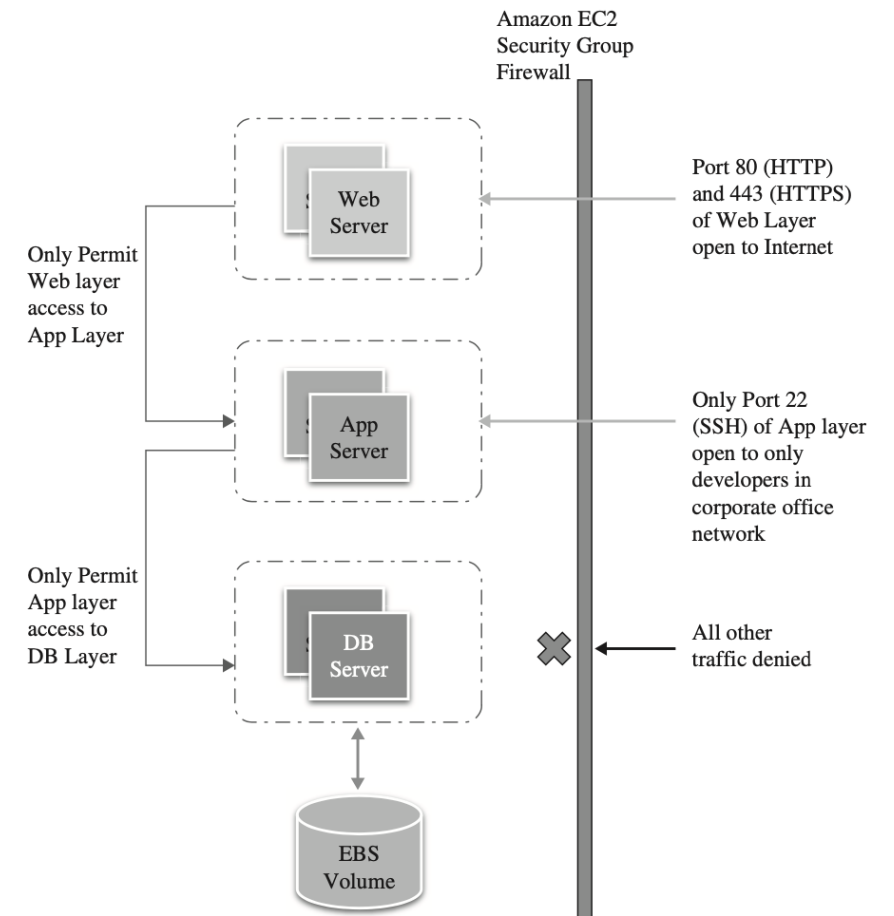 Amazon EC2
Security Group
Firewall
Web
Server
Port 80 (HTTP)
and 443 (HTTPS)
of Web Layer
open to Internet
Only Permit
Web layer
access to
App Layer
App
Server
Only Port 22
(SSH) of App layer
open to only
developers in
corporate office
network
Only Permit
App layer
access to
DB Layer
DB
Server
All other
traffic denied
EBS
Volume